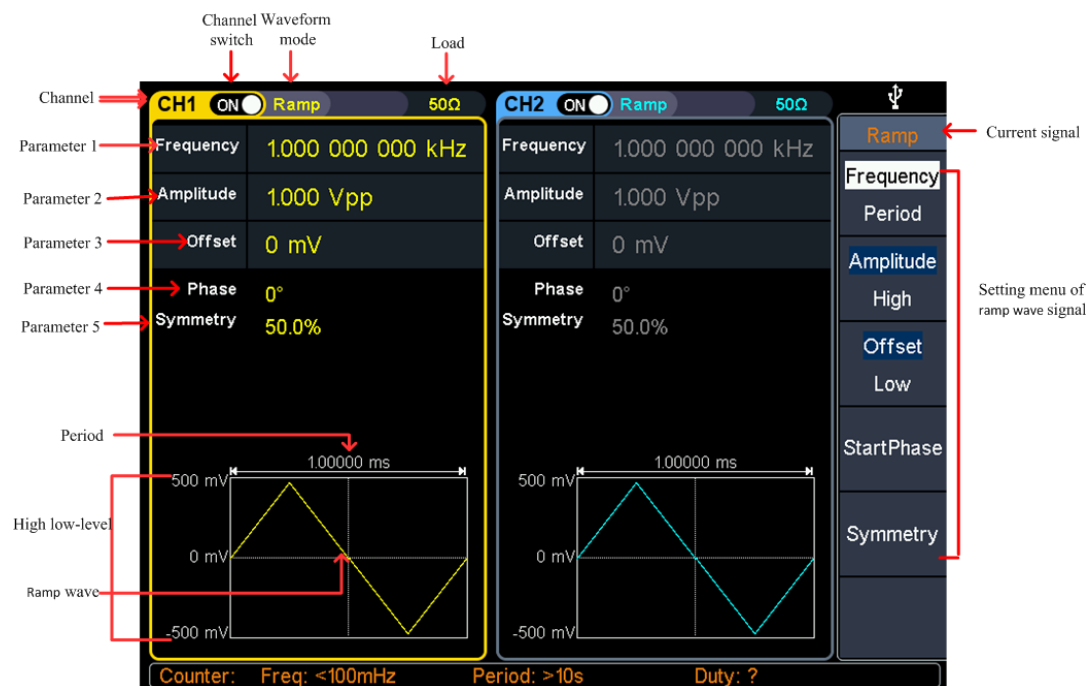 Channel switch
Waveform mode
Load
Channel
CH1 ON Ramp 50Ω
CH2 ON Ramp 50Ω
Current signal
Ramp
Parameter 1
Frequency 1.000 000 000 kHz
Frequency 1.000 000 000 kHz
Frequency
Period
Parameter 2
Amplitude 1.000 Vpp
Amplitude 1.000 Vpp
Parameter 3
Offset 0 mV
Offset 0 mV
Amplitude
High
Parameter 4
Phase 0°
Phase 0°
Setting menu of
ramp wave signal
Parameter 5
Symmetry 50.0%
Symmetry 50.0%
Offset
Low
StartPhase
Symmetry
Period
1.00000 ms
1.00000 ms
500 mV
500 mV
High low-level
0 mV
0 mV
Ramp wave
-500 mV
-500 mV
Counter: Freq: <100mHz Period: >10s Duty: ?